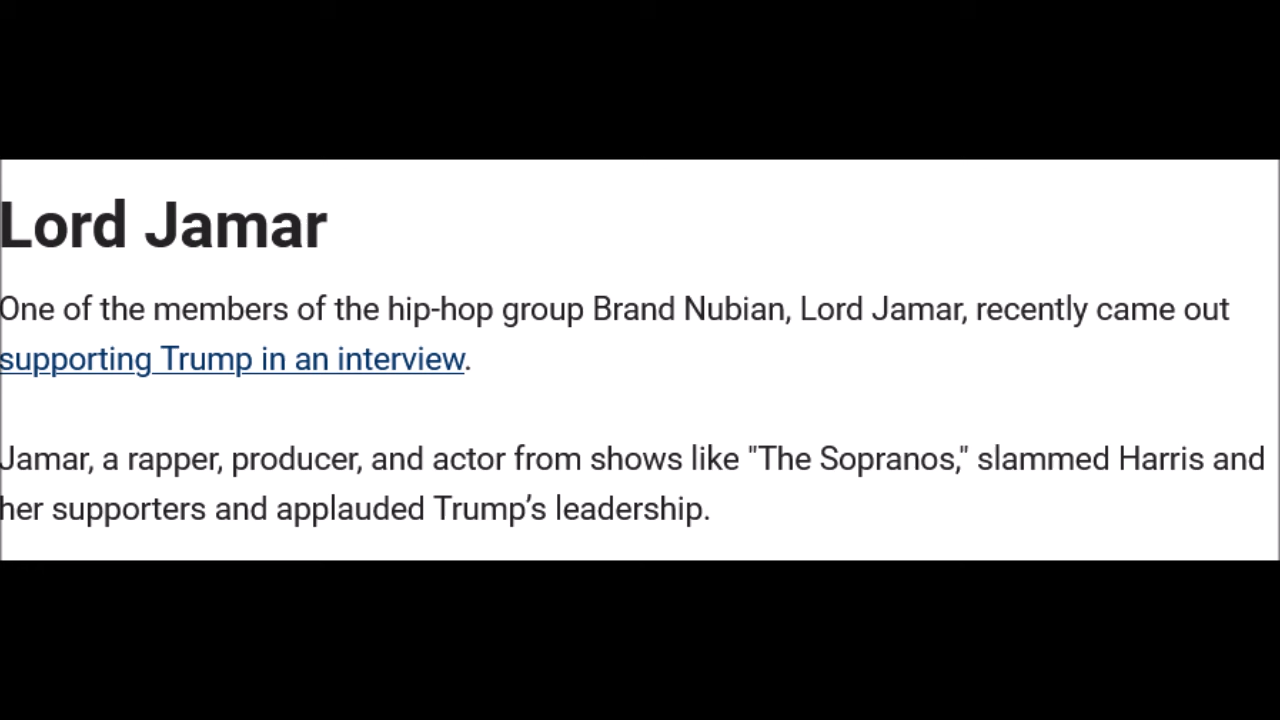 Lord Jamar
One of the members of the hip-hop group Brand Nubian, Lord Jamar, recently came out
supporting Trump in an interview.
Jamar, a rapper, producer, and actor from shows like "The Sopranos," slammed Harris and
her supporters and applauded Trump’s leadership.